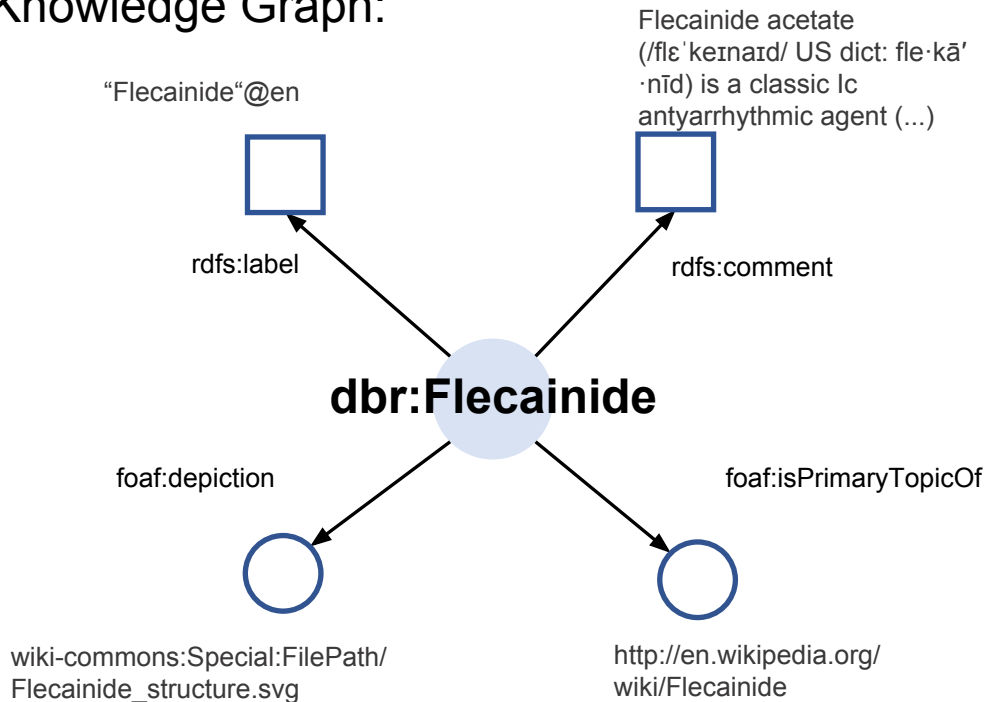 Knowledge Graph:
Flecainide acetate
(/flɛˈkeɪnaɪd/ US dict: fle·kā′
·nīd) is a classic Ic
antyarrhythmic agent (...)
“Flecainide“@en
rdfs:label
rdfs:comment
dbr:Flecainide
foaf:depiction
foaf:isPrimaryTopicOf
wiki-commons:Special:FilePath/
Flecainide_structure.svg
http://en.wikipedia.org/
wiki/Flecainide